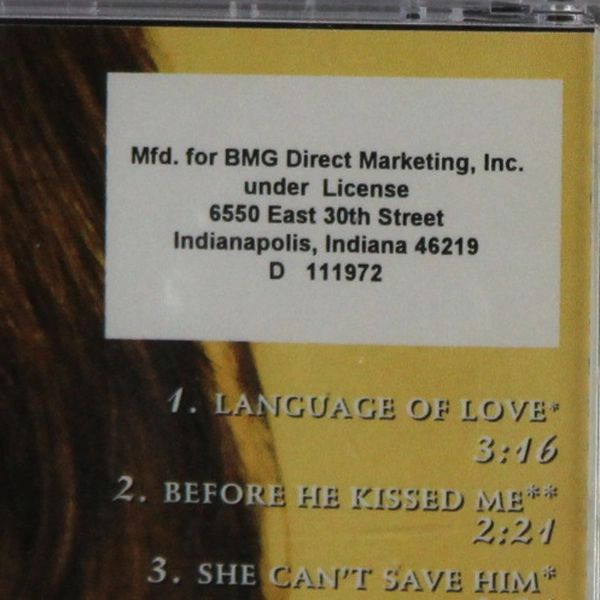 Mfd. for BMG Direct Marketing, Inc.
under License
6550 East 30th Street
Indianapolis, Indiana 46219
D 111972
1. LANGUAGE OF LOVE*
3:16
2. BEFORE HE KISSED ME**
2:21
3. SHE CAN'T SAVE HIM*